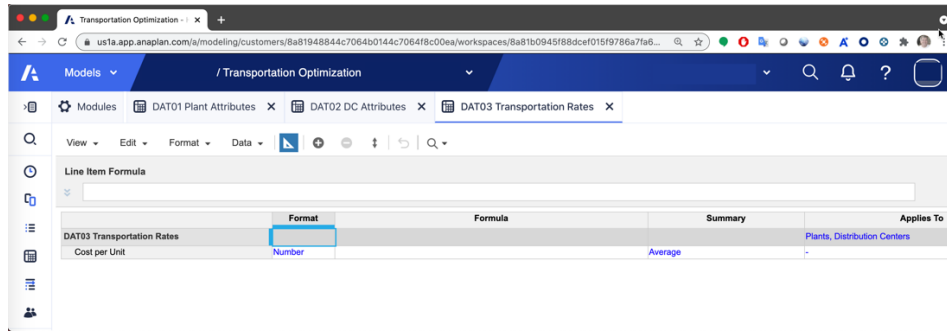 Transportation Optimization -
us1a.app.anaplan.com/a/modeling/customers/8a81948844c7064b0144c7064f8c00ea/workspaces/8a81b0945f88dcef015f9786a7fa6...
Models / Transportation Optimization
Modules DAT01 Plant Attributes DAT02 DC Attributes DAT03 Transportation Rates
View Edit Format Data
Line Item Formula
Format Formula Summary Applies To
DAT03 Transportation Rates Plants, Distribution Centers
Cost per Unit Number Average -